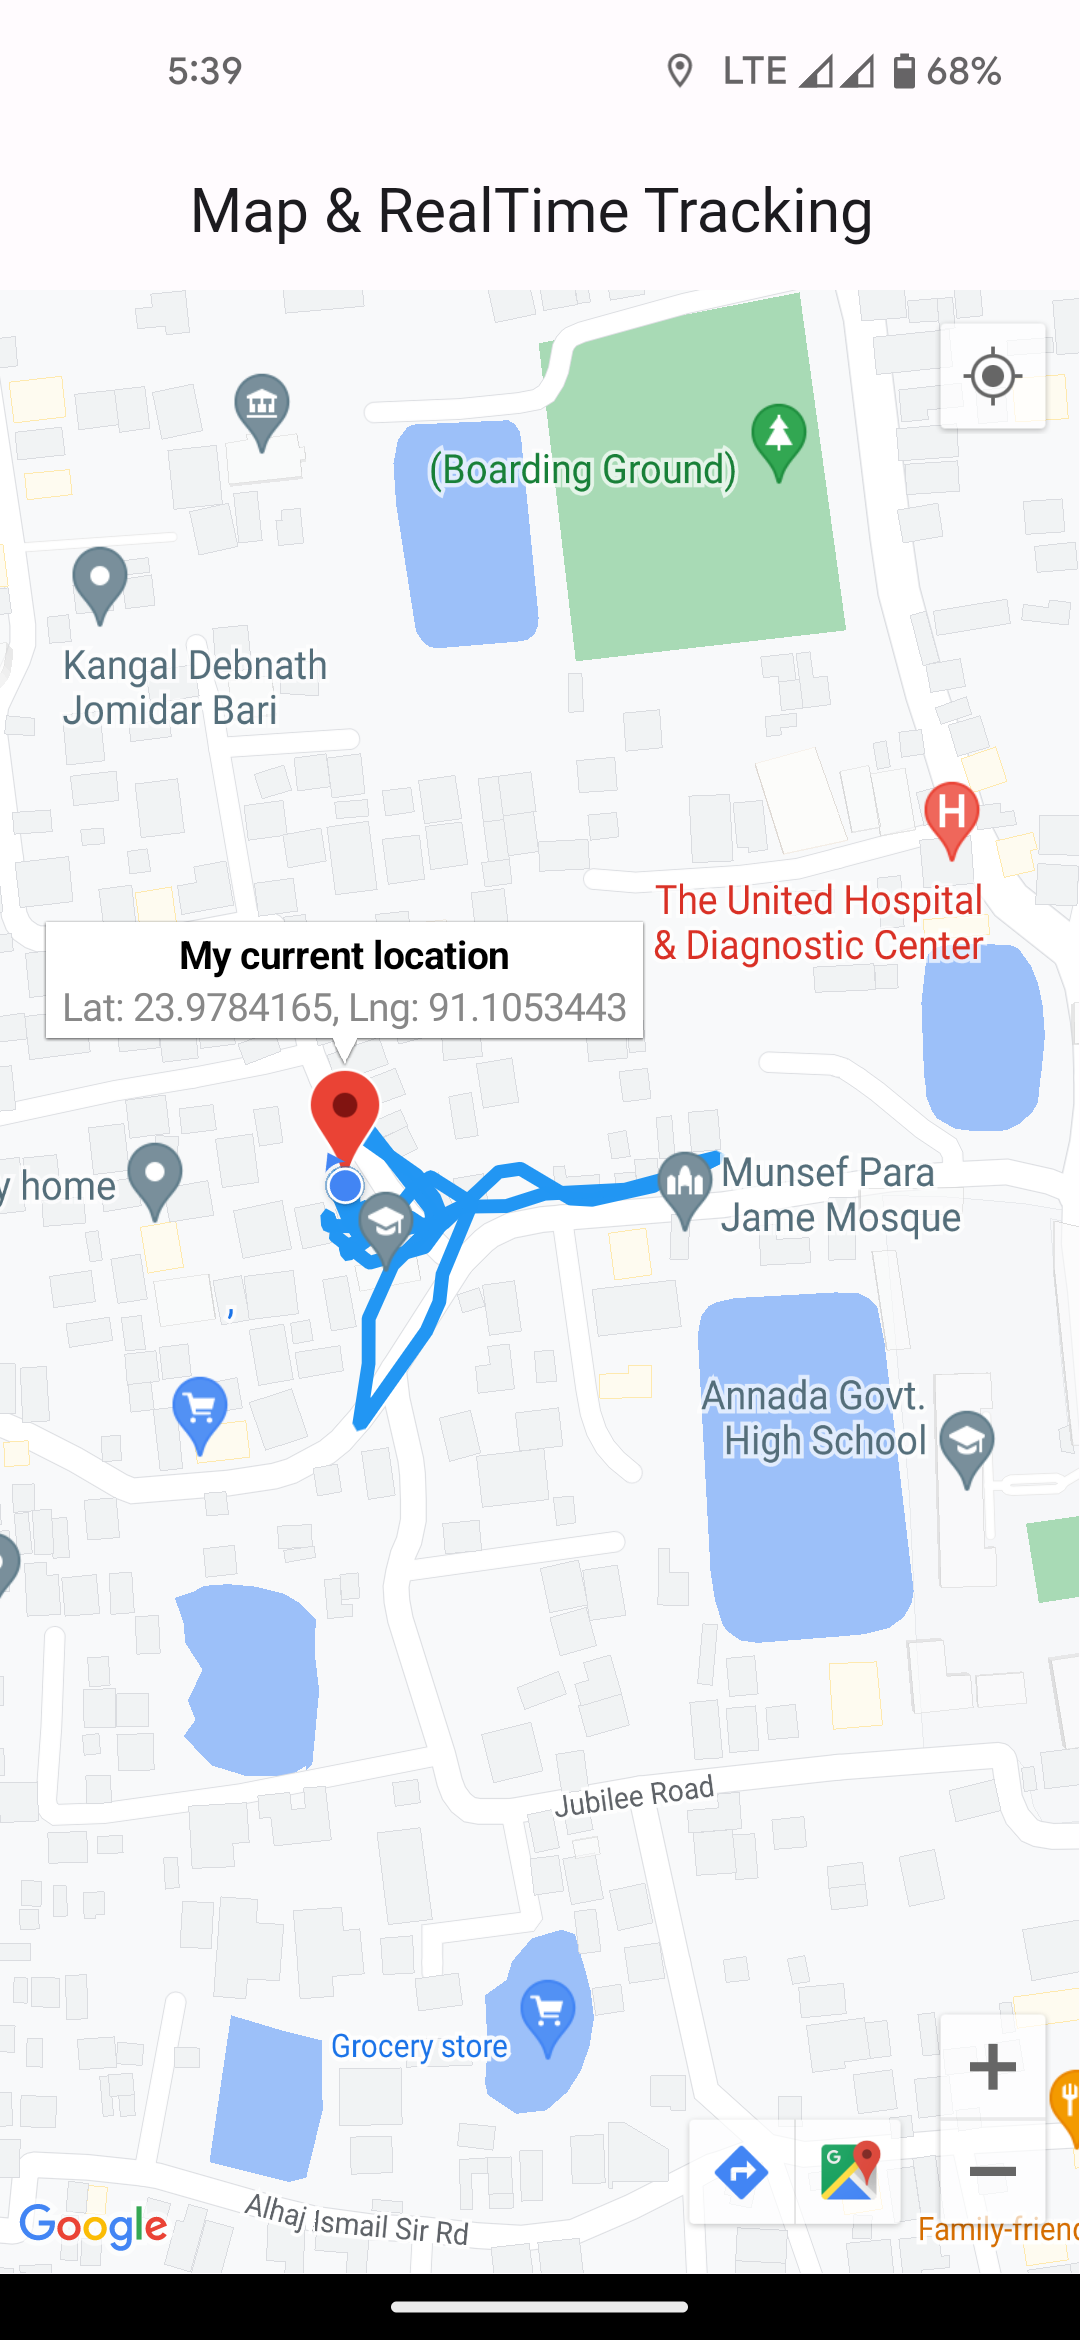 5:39
LTE
68%
Map & RealTime Tracking
(Boarding Ground)
Kangal Debnath
Jomidar Bari
H
The United Hospital
& Diagnostic Center
My current location
Lat: 23.9784165, Lng: 91.1053443
y home
Munsef Para
Jame Mosque
,
Annada Govt.
High School
Jubilee Road
Grocery store
G
Alhaj Ismail Sir Rd
Google
Family-frien